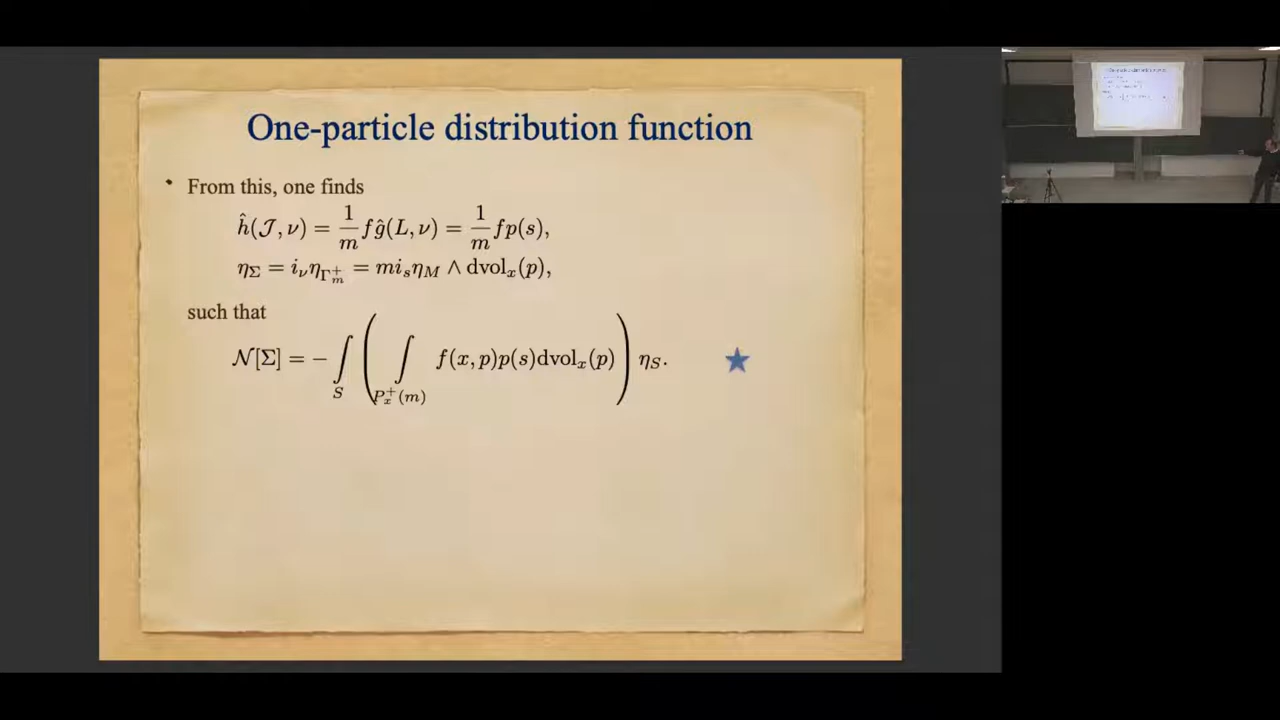 One-particle distribution function
• From this, one finds
ĥ(𝒥, ν) = 1/m f ĝ(L, ν) = 1/m f p(s),
η_Σ = i_ν η_{Γ_m^+} = m i_s η_M ∧ dvol_x(p),
such that
𝒩[Σ] = − ∫_S ( ∫_{P_x^+(m)} f(x, p)p(s)dvol_x(p) ) η_S.